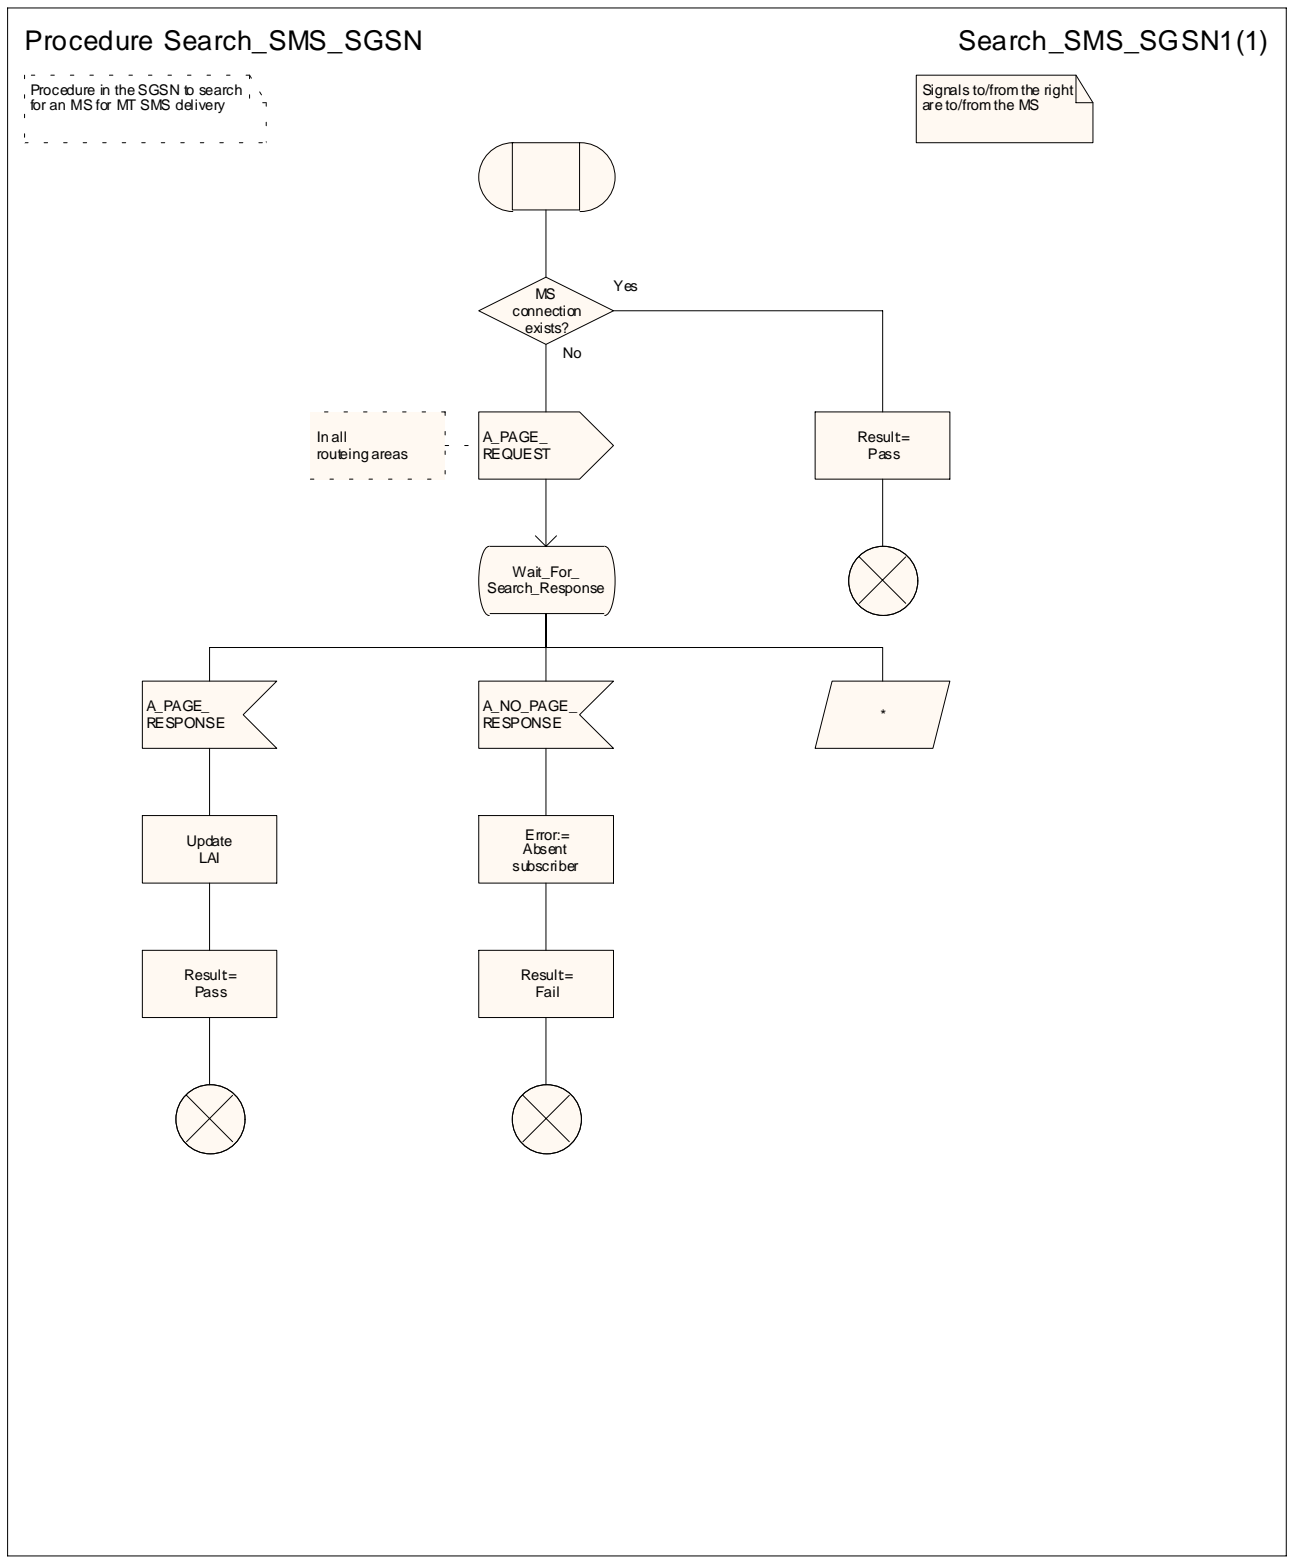 Procedure Search_SMS_SGSN
Search_SMS_SGSN1(1)
Procedure in the SGSN to search
for an MS for MT SMS delivery
Signals to/from the right
are to/from the MS
MS
connection
exists?
Yes
No
In all
routeing areas
A_PAGE_
REQUEST
Result:=
Pass
Wait_For_
Search_Response
A_PAGE_
RESPONSE
A_NO_PAGE_
RESPONSE
*
Update
LAI
Error:=
Absent
subscriber
Result:=
Pass
Result:=
Fail